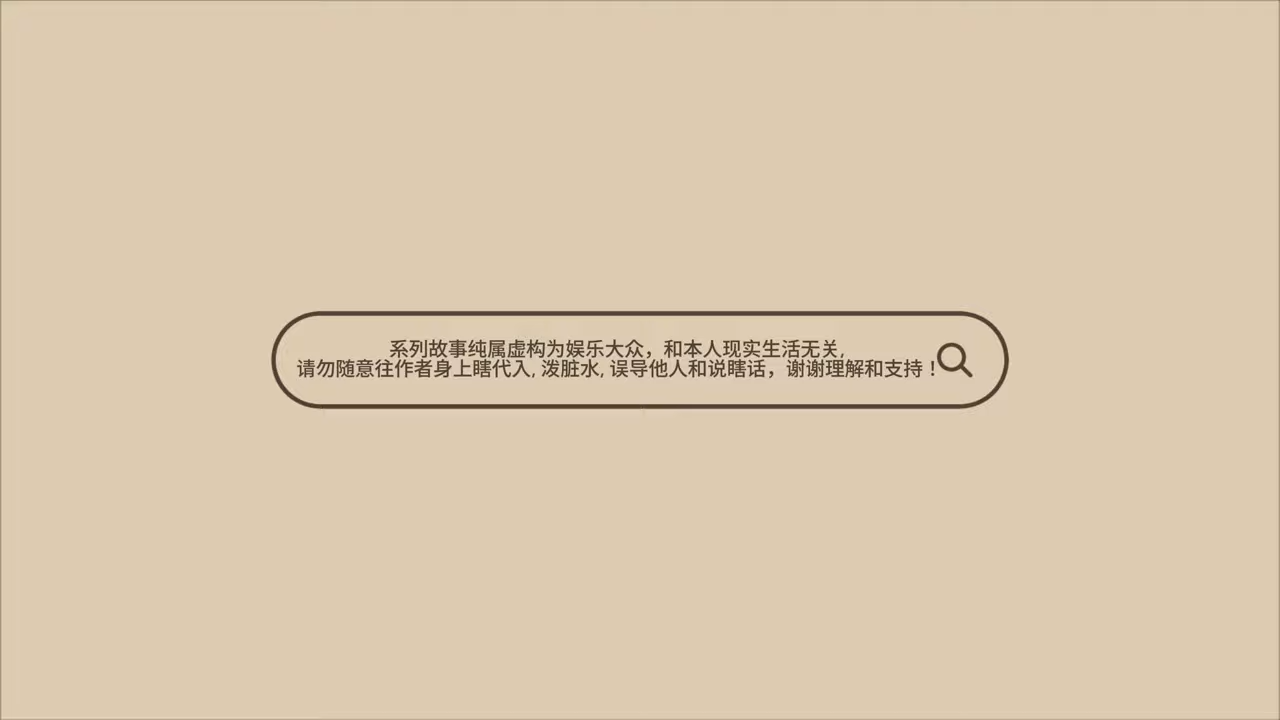 系列故事纯属虚构为娱乐大众，和本人现实生活无关,
请勿随意往作者身上瞎代入, 泼脏水, 误导他人和说瞎话，谢谢理解和支持！